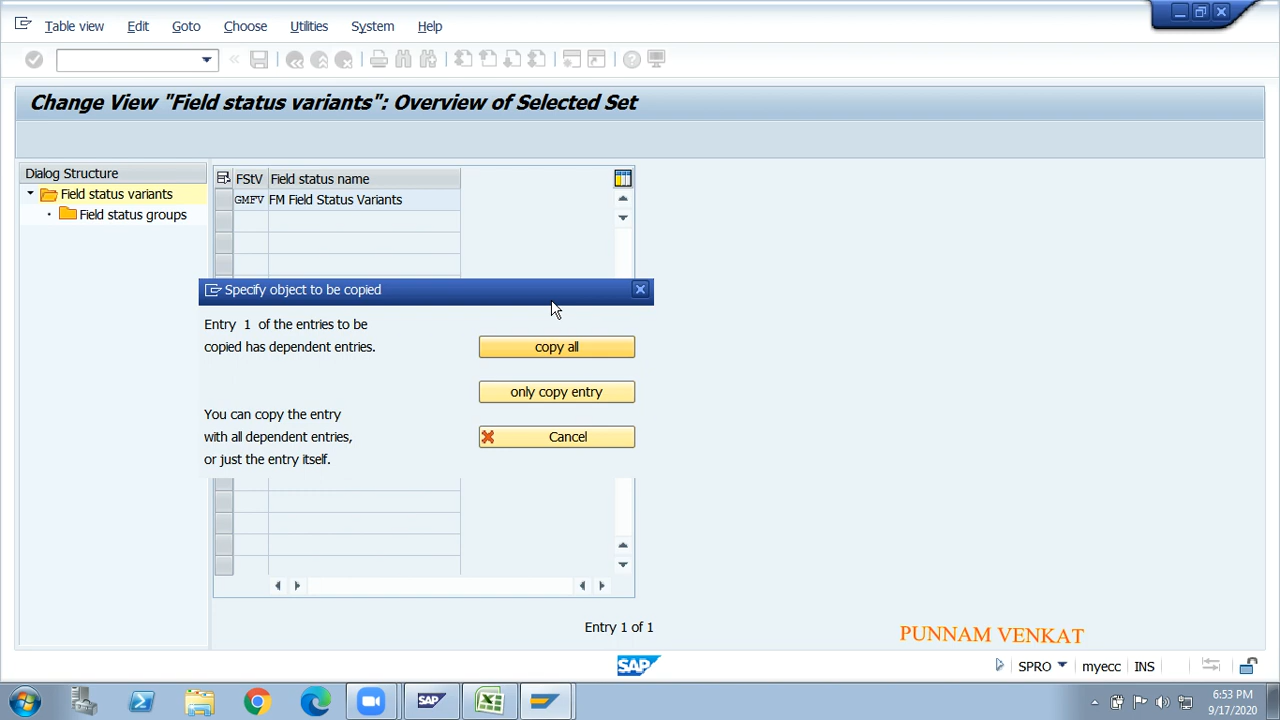 Table view Edit Goto Choose Utilities System Help
Change View "Field status variants": Overview of Selected Set
Dialog Structure
Field status variants
Field status groups
FStV Field status name
GMFV FM Field Status Variants
Specify object to be copied
Entry 1 of the entries to be
copied has dependent entries.
copy all
only copy entry
You can copy the entry
with all dependent entries,
or just the entry itself.
Cancel
Entry 1 of 1
PUNNAM VENKAT
SAP
SPRO myecc INS
SAP
6:53 PM
9/17/2020